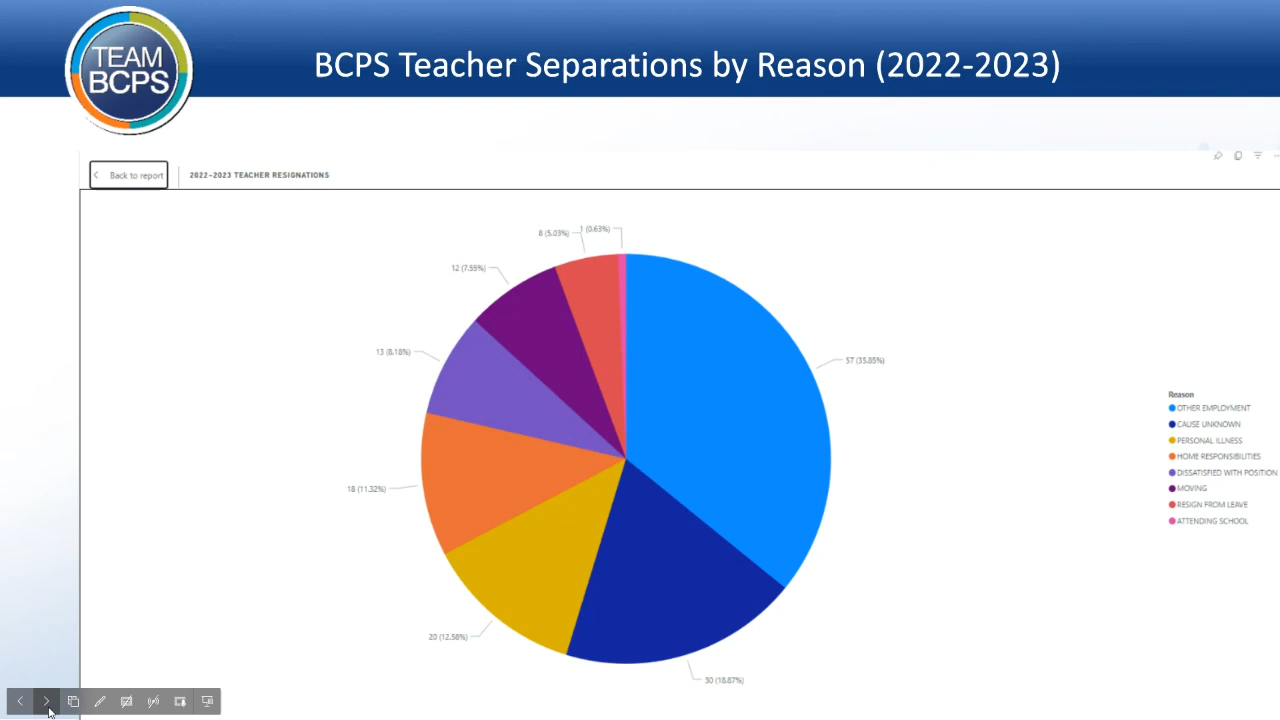 TEAM
BCPS
BCPS Teacher Separations by Reason (2022-2023)
Back to report
2022-2023 TEACHER RESIGNATIONS
8 (5.03%)
1 (0.63%)
12 (7.55%)
13 (8.18%)
57 (35.85%)
18 (11.32%)
20 (12.58%)
30 (18.87%)
Reason
OTHER EMPLOYMENT
CAUSE UNKNOWN
PERSONAL ILLNESS
HOME RESPONSIBILITIES
DISSATISFIED WITH POSITION
MOVING
RESIGN FROM LEAVE
ATTENDING SCHOOL